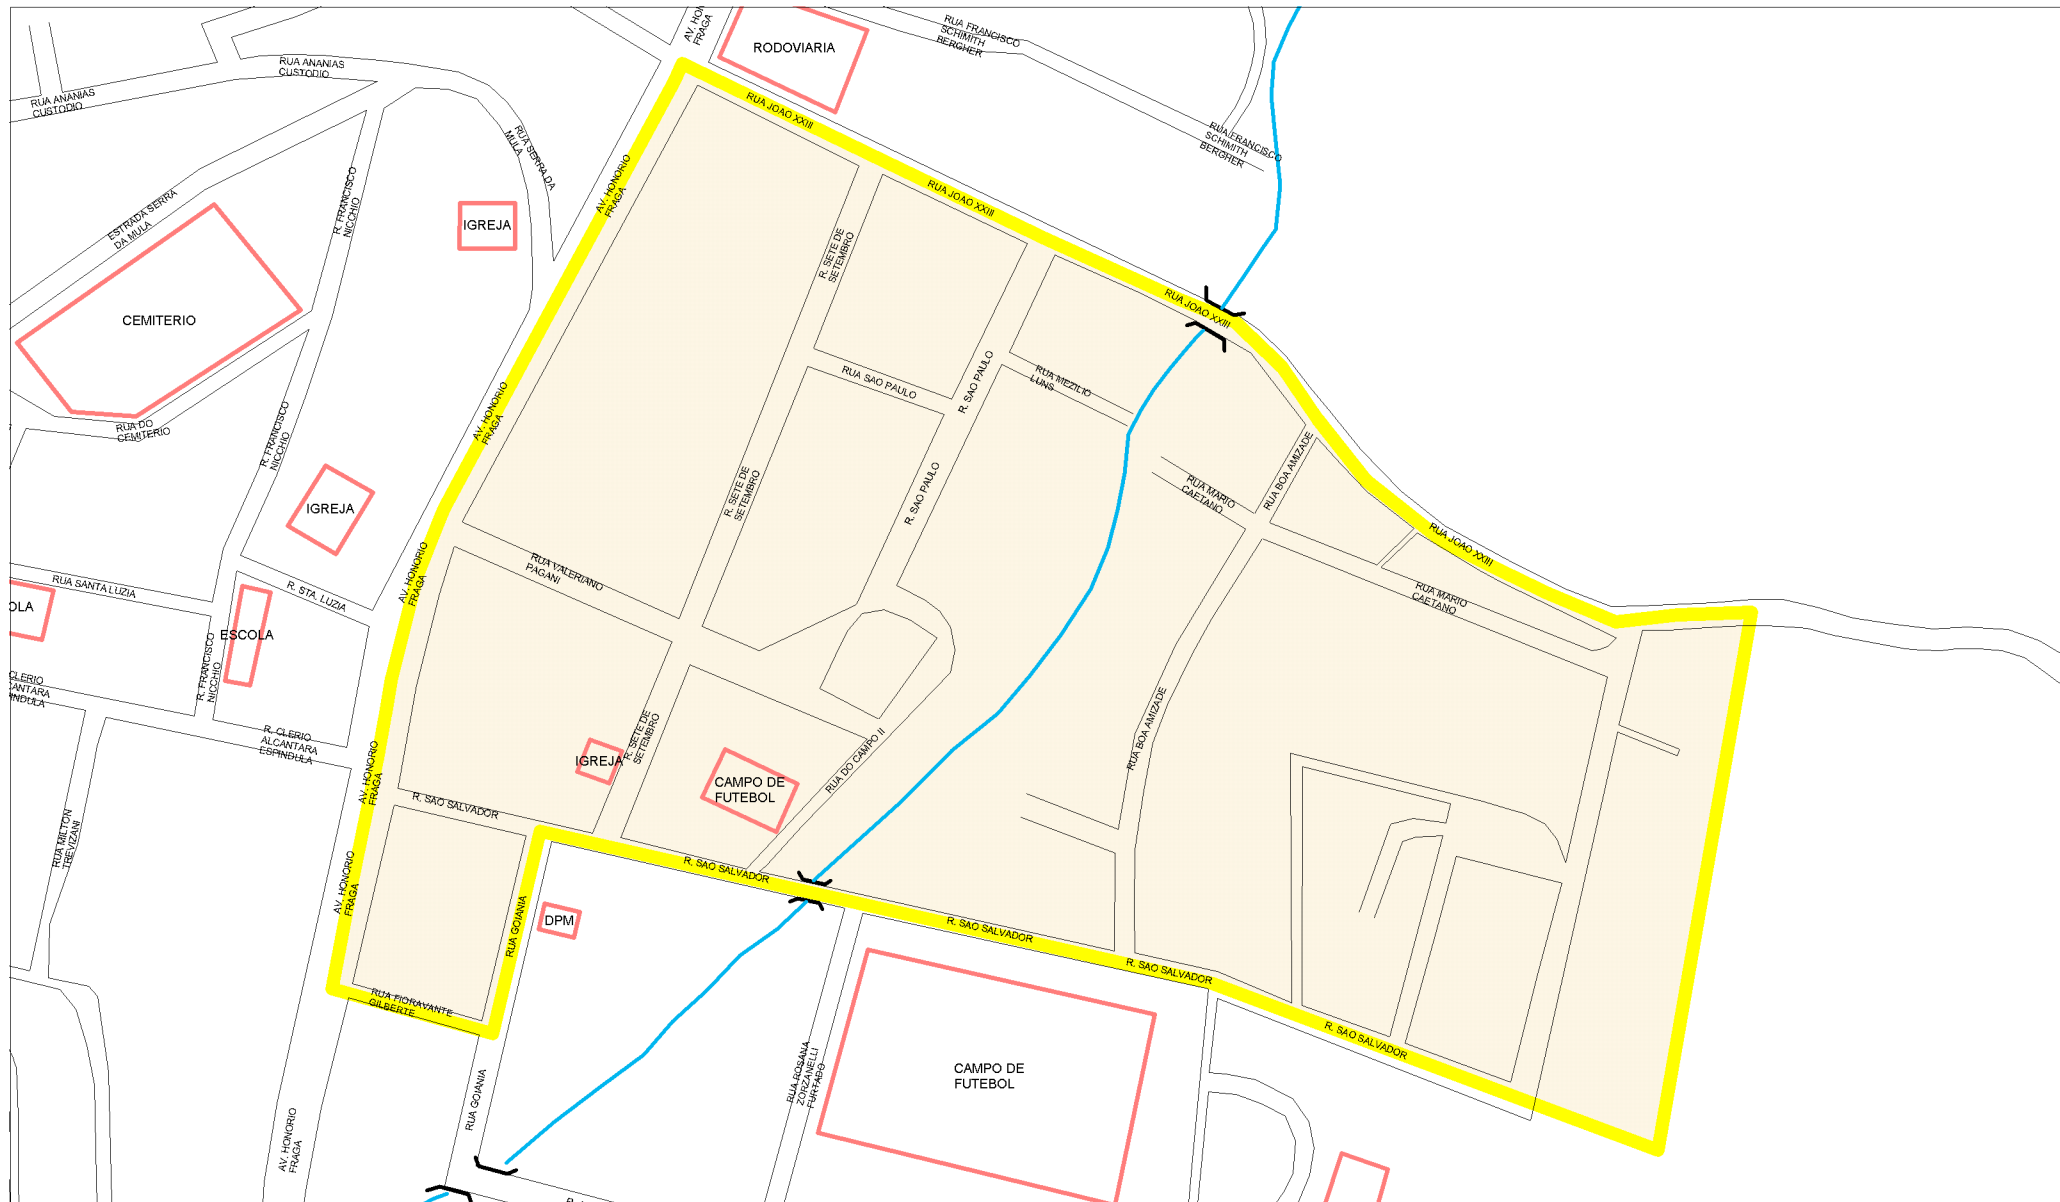 AV. HON
FRAGA
RODOVIARIA
RUA FRANCISCO
SCHIMITH
BERGHER
RUA ANANIAS
CUSTODIO
RUA ANANIAS
CUSTODIO
RUA JOAO XXIII
RUA SERRA DA
MULA
RUA FRANCISCO
SCHIMITH
BERGHER
AV. HONORIO
FRAGA
RUA JOAO XXIII
R. FRANCISCO
NICCHIO
ESTRADA SERRA
DA MULA
IGREJA
R. SETE DE
SETEMBRO
RUA JOAO XXIII
CEMITERIO
R. SAO PAULO
RUA SAO PAULO
RUA MEZILIO
LUNS
AV. HONORIO
FRAGA
RUA DO
CEMITERIO
R. FRANCISCO
NICCHIO
RUA BOA AMIZADE
R. SETE DE
SETEMBRO
R. SAO PAULO
RUA MARIO
CAETANO
IGREJA
RUA JOAO XXIII
AV. HONORIO
FRAGA
RUA VALERIANO
PAGANI
RUA SANTA LUZIA
R. STA. LUZIA
RUA MARIO
CAETANO
OLA
ESCOLA
R. FRANCISCO
NICCHIO
CLERIO
CANTARA
PINDULA
R. CLERIO
ALCANTARA
ESPINDULA
R. SETE DE
SETEMBRO
RUA BOA AMIZADE
IGREJA
RUA DO CAMPO II
AV. HONORIO
FRAGA
CAMPO DE
FUTEBOL
R. SAO SALVADOR
RUA MILTON
TREVIZANI
R. SAO SALVADOR
AV. HONORIO
FRAGA
DPM
RUA GOIANIA
R. SAO SALVADOR
R. SAO SALVADOR
RUA FIORAVANTE
GILBERTE
R. SAO SALVADOR
RUA ROSANA
ZORZANELLI
FURTADO
CAMPO DE
FUTEBOL
RUA GOIANIA
AV. HONORIO
FRAGA